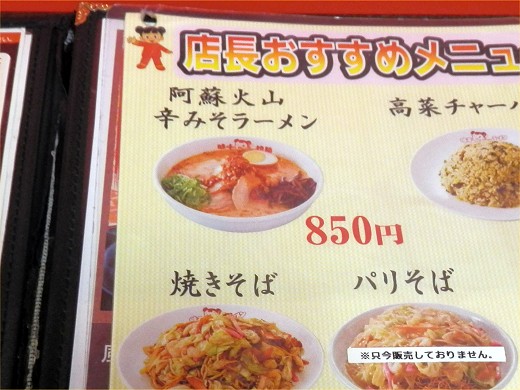 店長おすすめメニュ
阿蘇火山
辛みそラーメン
高菜チャーハ
850円
焼きそば
パリそば
※只今販売しておりません。